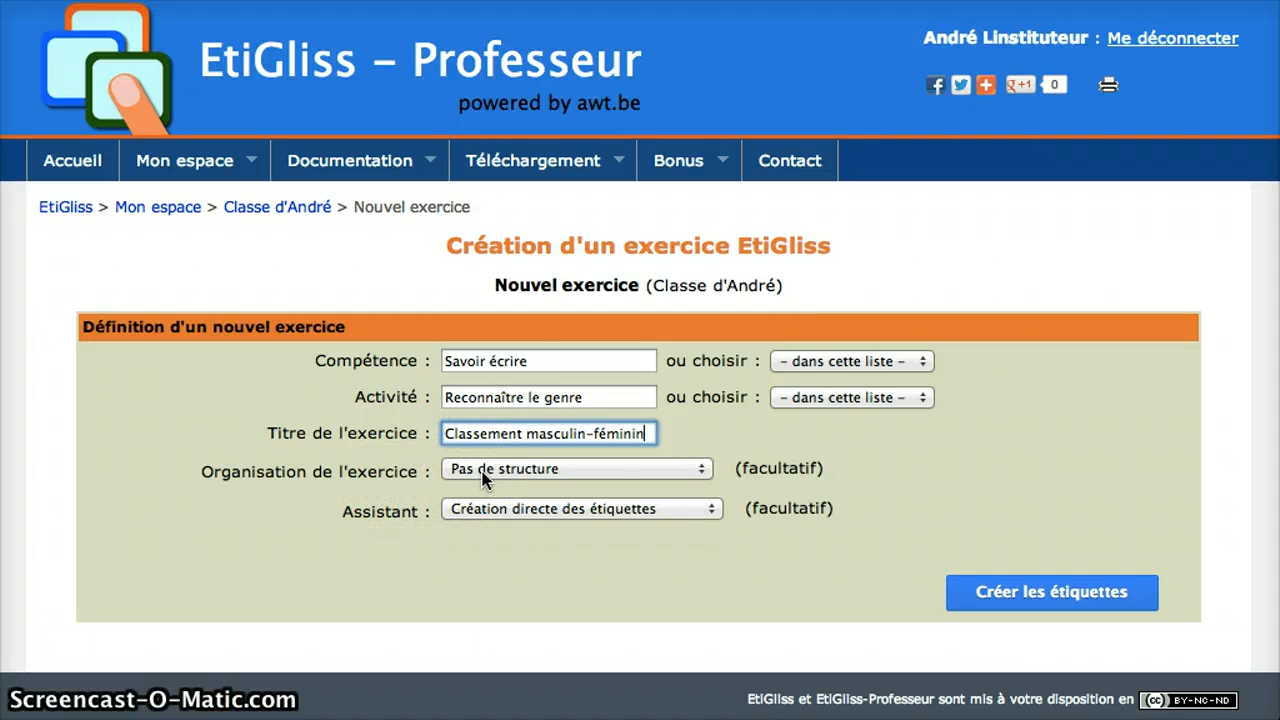 EtiGliss – Professeur
powered by awt.be
André Linstituteur : Me déconnecter
g+1 0
Accueil Mon espace Documentation Téléchargement Bonus Contact
EtiGliss > Mon espace > Classe d'André > Nouvel exercice
Création d'un exercice EtiGliss
Nouvel exercice (Classe d'André)
Définition d'un nouvel exercice
Compétence : Savoir écrire ou choisir : – dans cette liste –
Activité : Reconnaître le genre ou choisir : – dans cette liste –
Titre de l'exercice : Classement masculin-féminin
Organisation de l'exercice : Pas de structure (facultatif)
Assistant : Création directe des étiquettes (facultatif)
Créer les étiquettes
Screencast-O-Matic.com
EtiGliss et EtiGliss-Professeur sont mis à votre disposition en cc BY-NC-ND